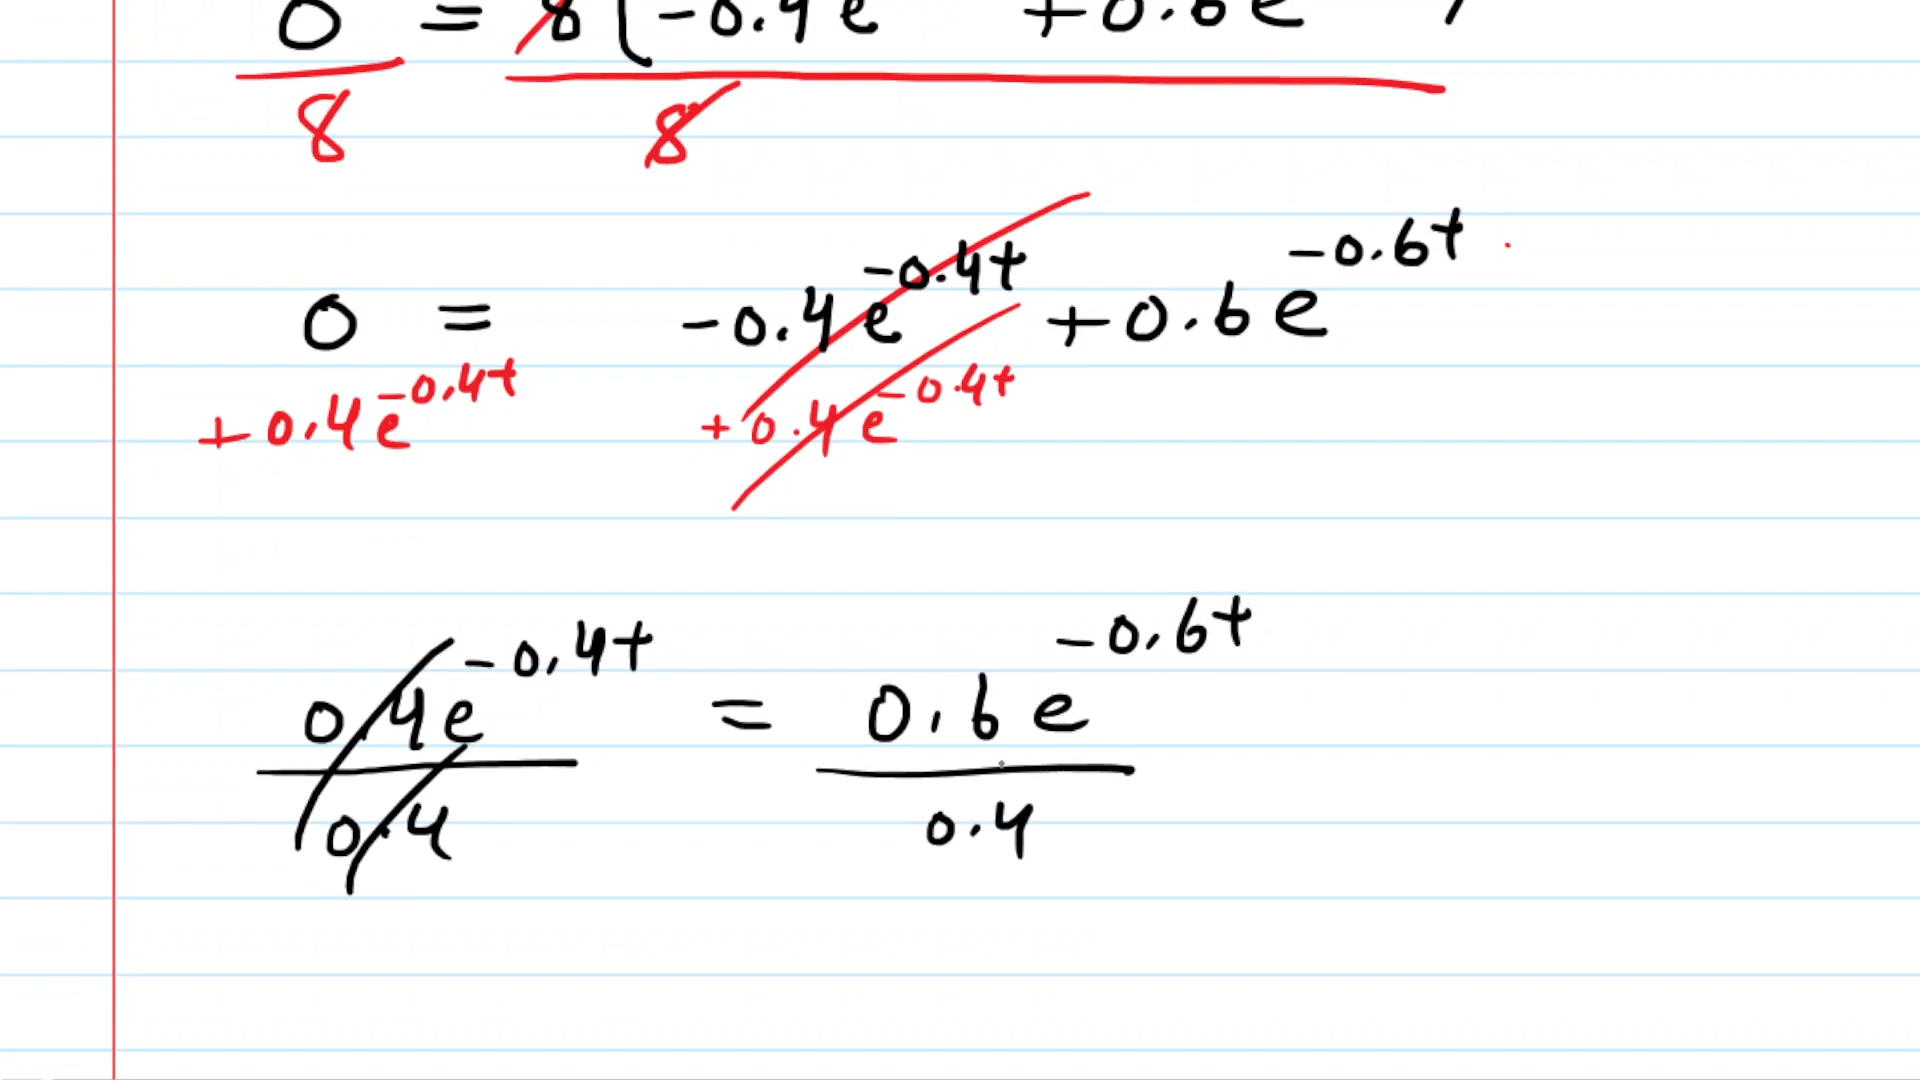 0 = 8(-0.4e +0.6e )
8 8
0 = -0.4e^-0.4t +0.6e^-0.6t
+0.4e^-0.4t +0.4e^-0.4t
0.4e^-0.4t = 0.6e^-0.6t
0.4 0.4